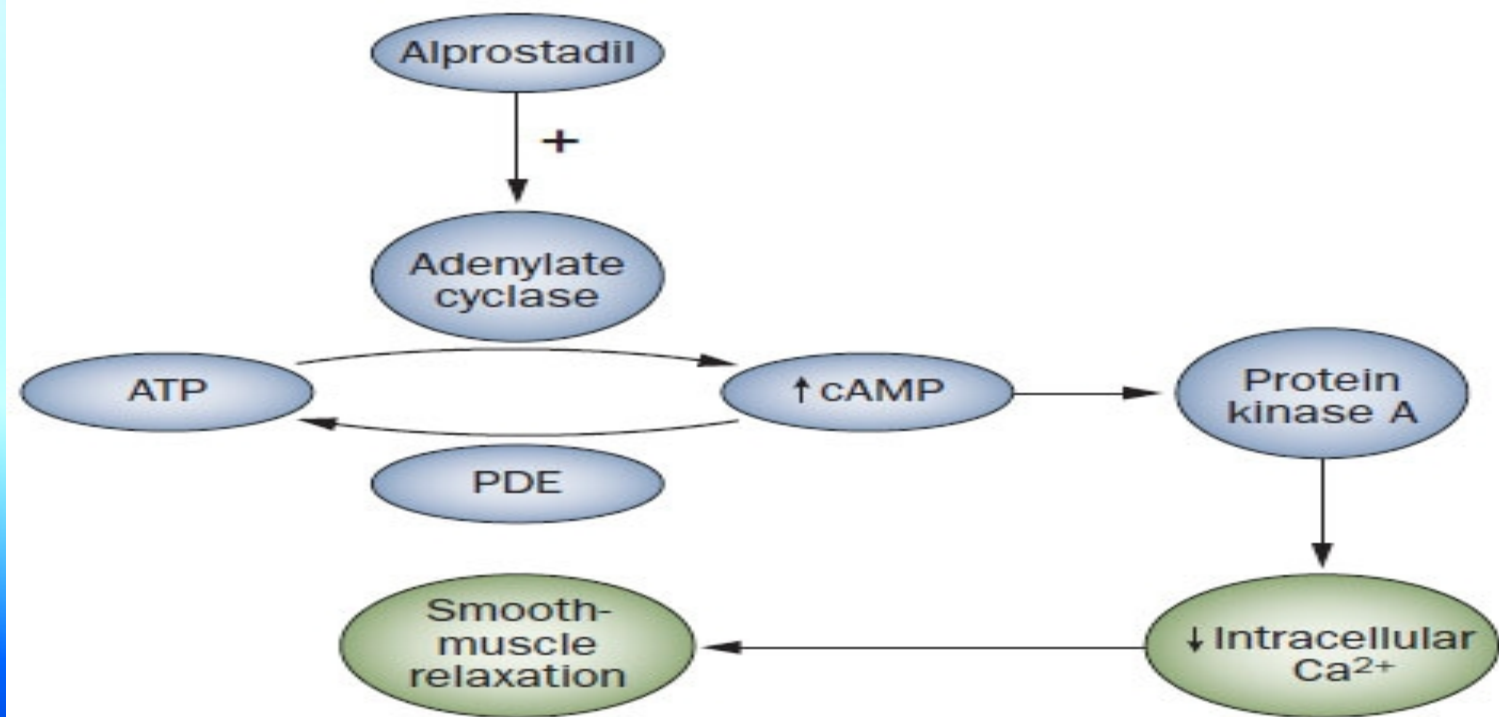 Alprostadil
+
Adenylate
cyclase
ATP
↑ cAMP
Protein
kinase A
PDE
Smooth-
muscle
relaxation
↓ Intracellular
Ca²⁺